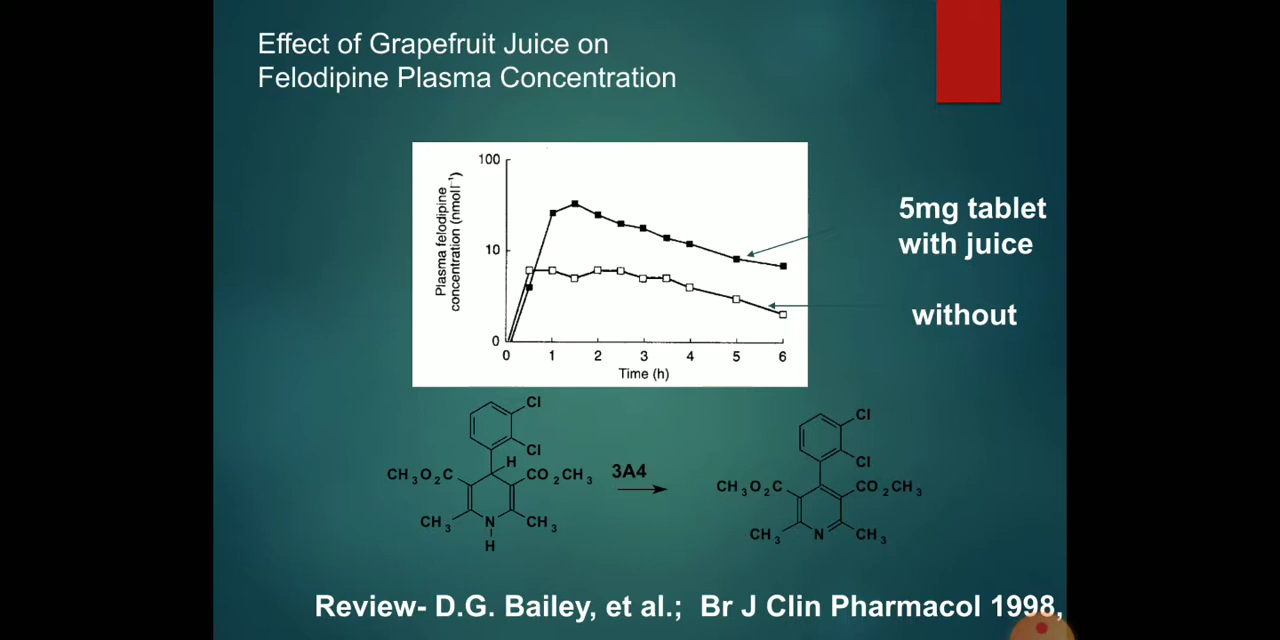 Effect of Grapefruit Juice on
Felodipine Plasma Concentration
Plasma felodipine
concentration (nmoll⁻¹)
100
10
0
0 1 2 3 4 5 6
Time (h)
5mg tablet
with juice
without
Cl
Cl
H
CH₃O₂C
CO₂CH₃
CH₃
N
CH₃
H
3A4
Cl
Cl
CH₃O₂C
CO₂CH₃
CH₃
N
CH₃
Review- D.G. Bailey, et al.; Br J Clin Pharmacol 1998,